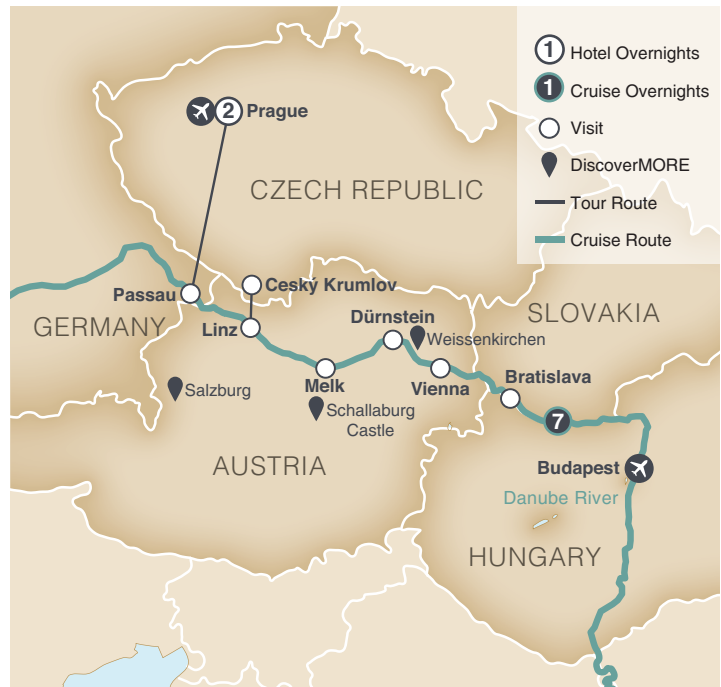 1 Hotel Overnights
1 Cruise Overnights
Visit
DiscoverMORE
Tour Route
Cruise Route
2 Prague
CZECH REPUBLIC
Ceský Krumlov
Passau
GERMANY
Linz
Dürnstein
Weissenkirchen
SLOVAKIA
Salzburg
Melk
Vienna
Bratislava
Schallaburg
Castle
7
AUSTRIA
Budapest
Danube River
HUNGARY